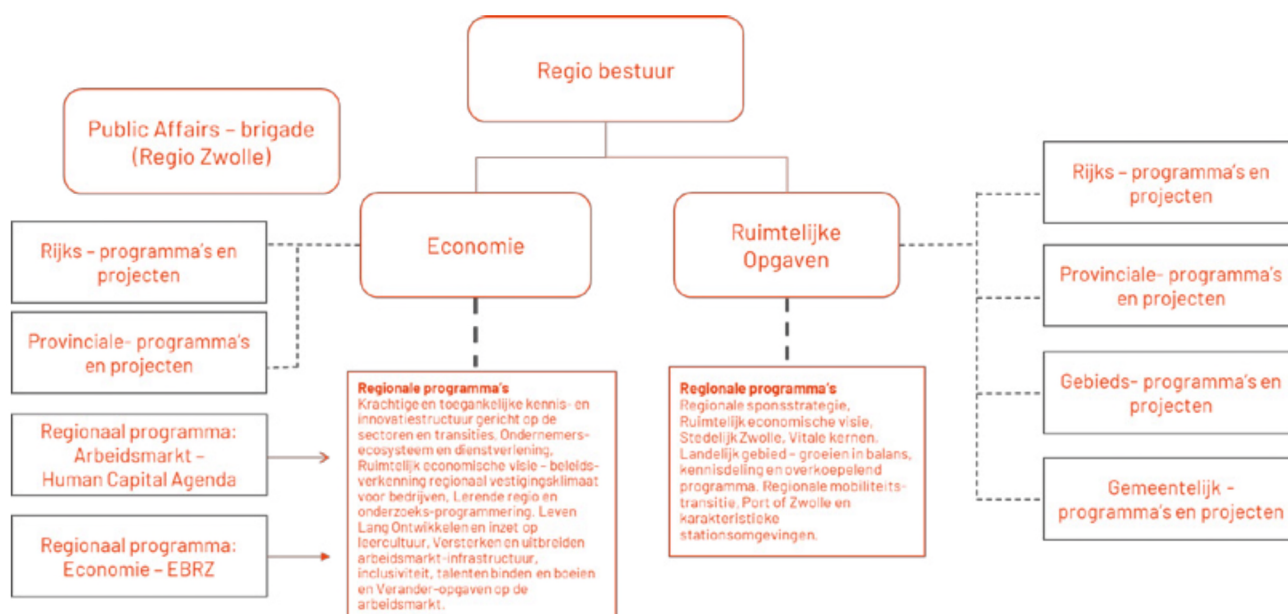 Regio bestuur
Public Affairs – brigade
(Regio Zwolle)
Economie
Ruimtelijke
Opgaven
Rijks – programma's en
projecten
Provinciale- programma's
en projecten
Regionaal programma:
Arbeidsmarkt –
Human Capital Agenda
Regionaal programma:
Economie – EBRZ
Regionale programma's
Krachtige en toegankelijke kennis- en
innovatiestructuur gericht op de
sectoren en transities, Ondernemers-
ecosysteem en dienstverlening,
Ruimtelijk economische visie – beleids-
verkenning regionaal vestigingsklimaat
voor bedrijven, Lerende regio en
onderzoeks-programmering. Leven
Lang Ontwikkelen en inzet op
leercultuur, Versterken en uitbreiden
arbeidsmarkt-infrastructuur,
inclusiviteit, talenten binden en boeien
en Verander-opgaven op de
arbeidsmarkt.
Regionale programma's
Regionale sponsstrategie,
Ruimtelijk economische visie,
Stedelijk Zwolle, Vitale kernen,
Landelijk gebied – groeien in balans,
kennisdeling en overkoepelend
programma. Regionale mobiliteits-
transitie, Port of Zwolle en
karakteristieke
stationsomgevingen.
Rijks – programma's en
projecten
Provinciale- programma's
en projecten
Gebieds- programma's en
projecten
Gemeentelijk -
programma's en projecten